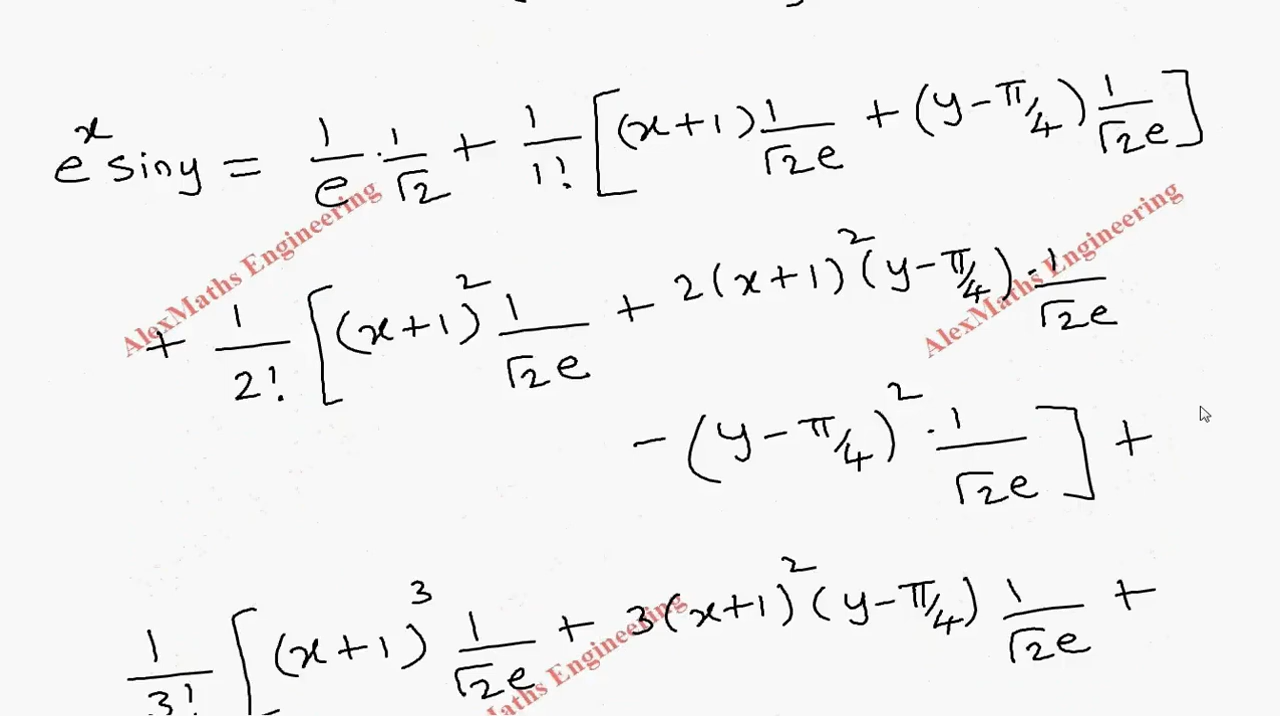 e^x siny = 1/e · 1/√2 + 1/1! [(x+1) 1/√2e + (y-π/4) 1/√2e]
+ 1/2! [(x+1)^2 1/√2e + 2(x+1)^2 (y-π/4) · 1/√2e
- (y-π/4)^2 · 1/√2e] +
1/3! [(x+1)^3 1/√2e + 3(x+1)^2 (y-π/4) 1/√2e +
AlexMaths Engineering
AlexMaths Engineering
Maths Engineering